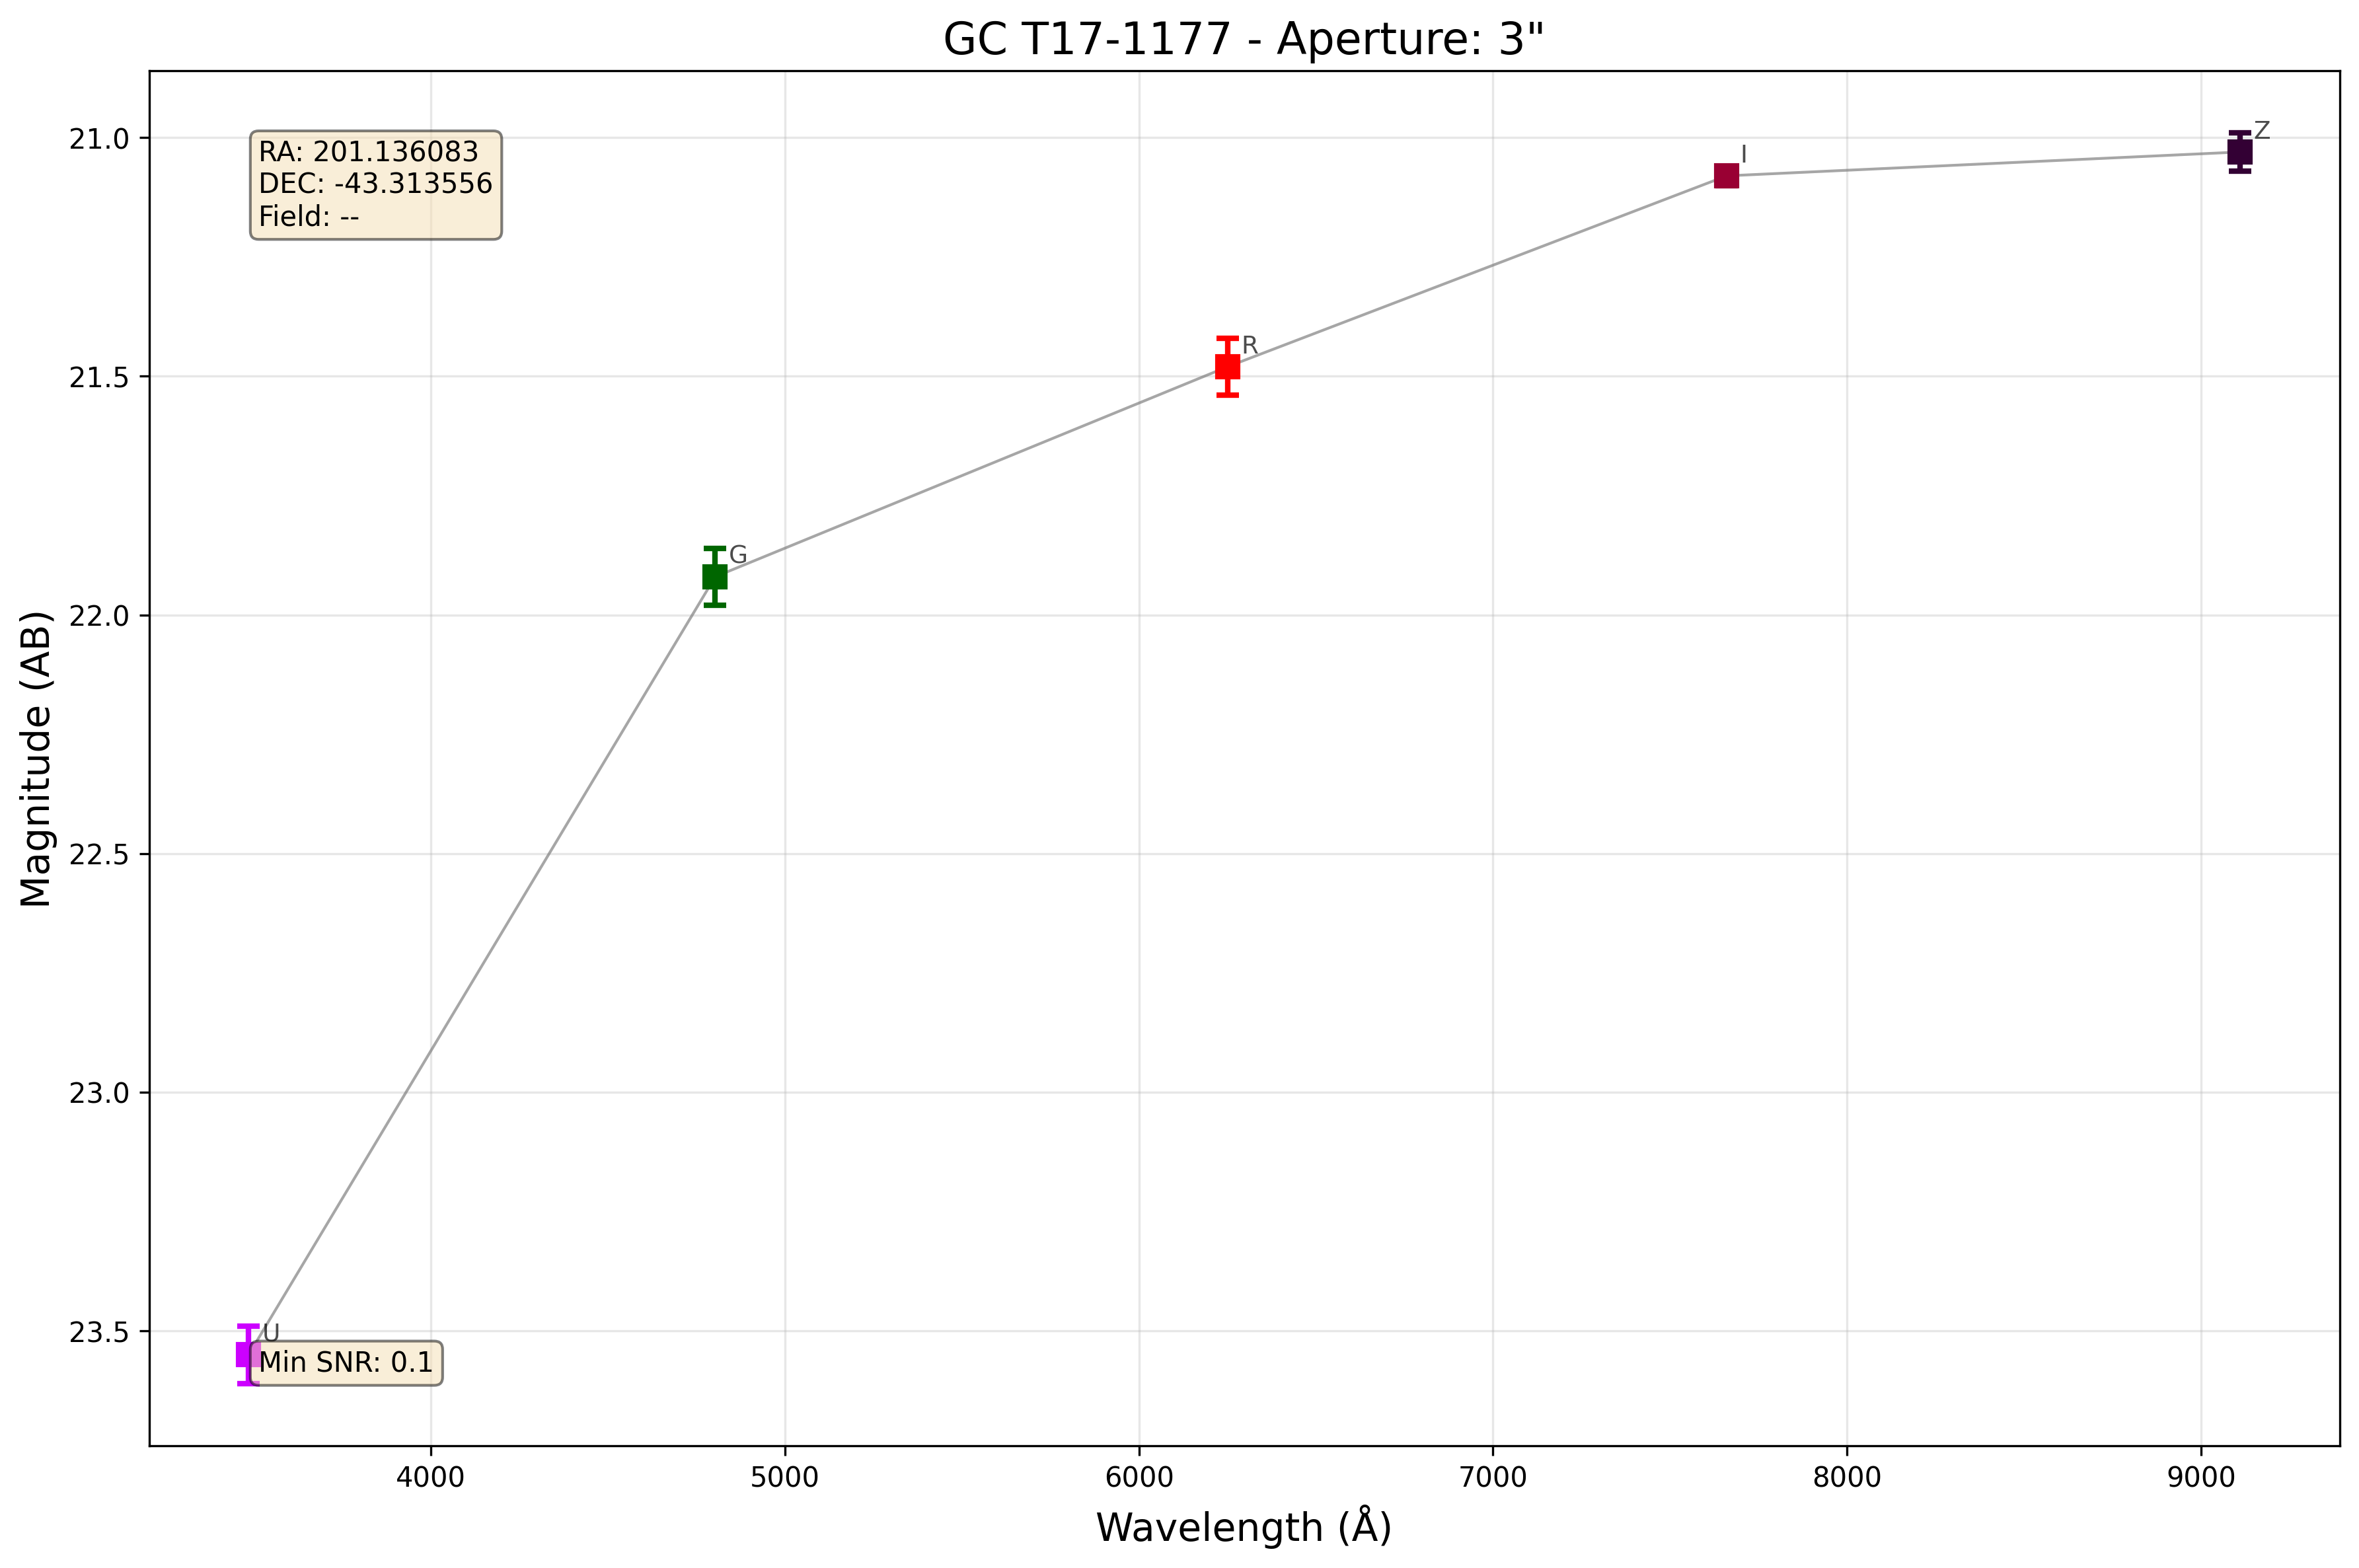 GC T17-1177 - Aperture: 3"
RA: 201.136083
DEC: -43.313556
Field: --
Z
I
R
G
U
Min SNR: 0.1
21.0
21.5
22.0
22.5
23.0
23.5
Magnitude (AB)
4000
5000
6000
7000
8000
9000
Wavelength (Å)